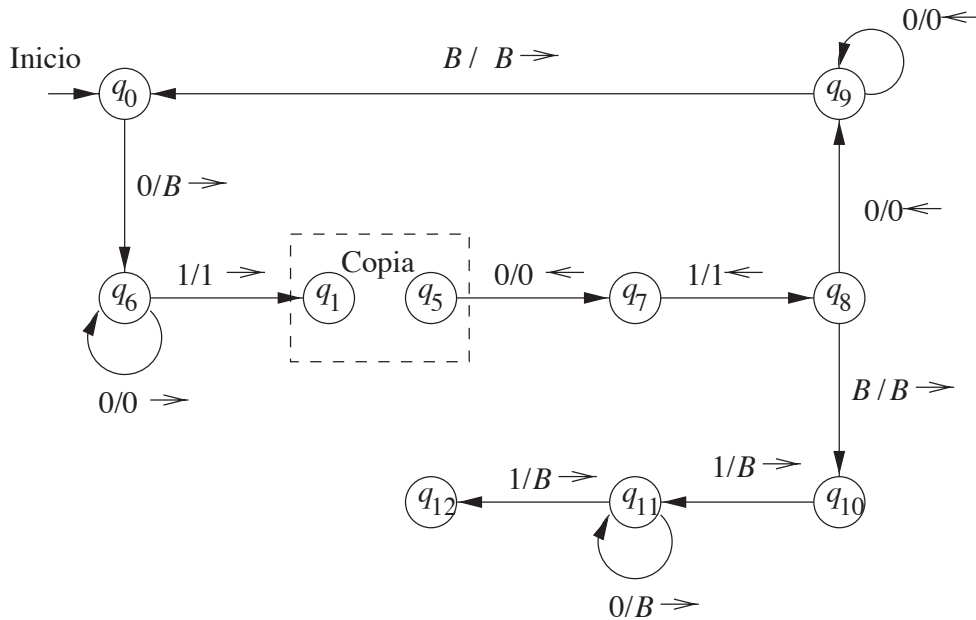 0/0 ←
Inicio
B / B →
q0
q9
0/B →
0/0 ←
Copia
1/1 →
0/0 ←
1/1 ←
q6
q1
q5
q7
q8
B / B →
0/0 →
1/B →
1/B →
q12
q11
q10
0/B →